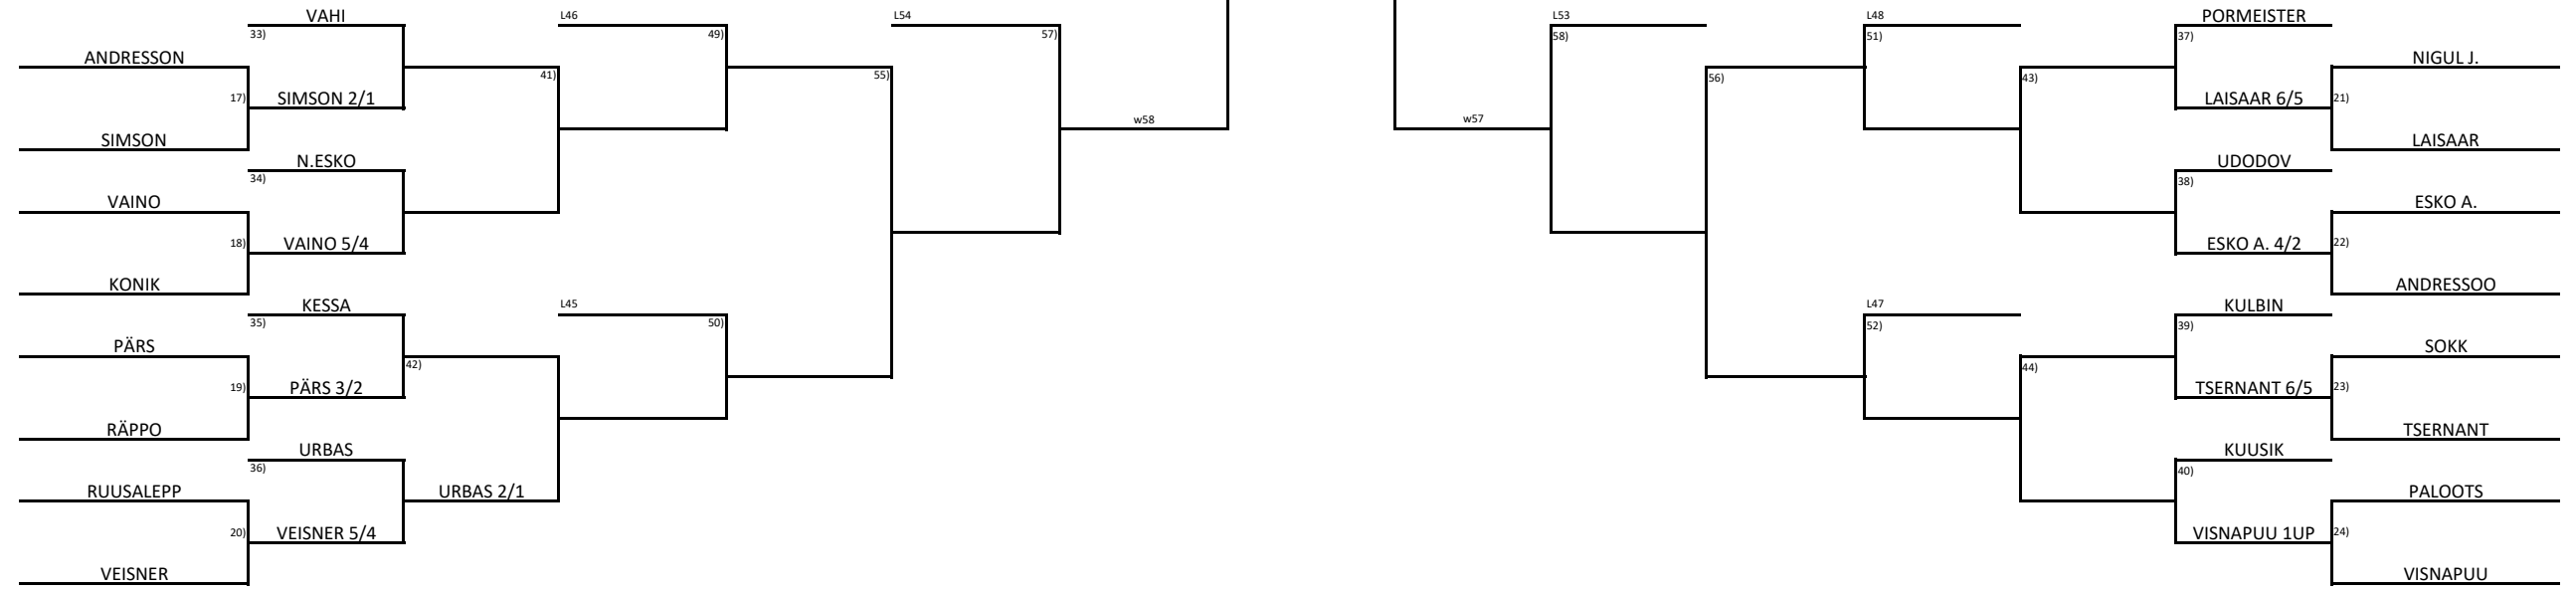 VAHI L46 L54 L53 L48 PORMEISTER
33) 49) 57) 58) 51) 37)
ANDRESSON NIGUL J.
41) 55) 56) 43)
17) SIMSON 2/1 LAISAAR 6/5 21)
w58 w57
SIMSON LAISAAR
N.ESKO UDODOV
34) 38)
VAINO ESKO A.
18) VAINO 5/4 ESKO A. 4/2 22)
KONIK ANDRESSOO
KESSA L45 L47 KULBIN
35) 50) 52) 39)
PÄRS SOKK
42) 44)
19) PÄRS 3/2 TSERNANT 6/5 23)
RÄPPO TSERNANT
URBAS KUUSIK
36) 40)
RUUSALEPP URBAS 2/1 PALOOTS
20) VEISNER 5/4 VISNAPUU 1UP 24)
VEISNER VISNAPUU